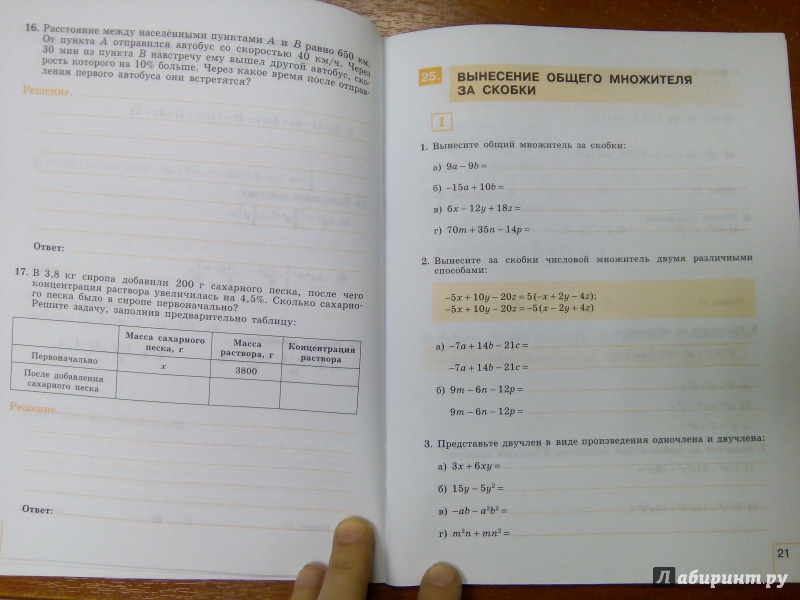 16. Расстояние между населёнными пунктами A и B равно 650 км.
От пункта A отправился автобус со скоростью 40 км/ч. Через
30 мин из пункта B навстречу ему вышел другой автобус, ско-
рость которого на 10% больше. Через какое время после отправ-
ления первого автобуса они встретятся?
Решение.
Ответ:
17. В 3,8 кг сиропа добавили 200 г сахарного песка, после чего
концентрация раствора увеличилась на 4,5%. Сколько сахарно-
го песка было в сиропе первоначально?
Решите задачу, заполнив предварительно таблицу:
Масса сахарного песка, г Масса раствора, г Концентрация раствора
Первоначально x 3800
После добавления
сахарного песка
Решение.
Ответ:
25. ВЫНЕСЕНИЕ ОБЩЕГО МНОЖИТЕЛЯ
ЗА СКОБКИ
I
1. Вынесите общий множитель за скобки:
а) 9a − 9b =
б) −15a + 10b =
в) 6x − 12y + 18z =
г) 70m + 35n − 14p =
2. Вынесите за скобки числовой множитель двумя различными
способами:
−5x + 10y − 20z = 5(−x + 2y − 4z);
−5x + 10y − 20z = −5(x − 2y + 4z)
а) −7a + 14b − 21c =
−7a + 14b − 21c =
б) 9m − 6n − 12p =
9m − 6n − 12p =
3. Представьте двучлен в виде произведения одночлена и двучлена:
а) 3x + 6xy =
б) 15y − 5y² =
в) −ab − a²b² =
г) m²n + mn² =
21
Лабиринт.ру